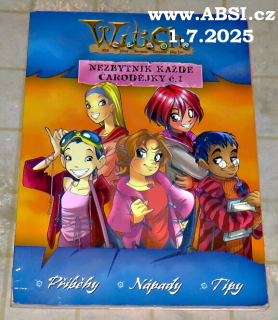 www.ABSI.cz
1.7.2025
W.i.t.c.h.
NEZBYTNÍK KAŽDÉ
ČARODĚJKY č.1
Příběhy Nápady Tipy